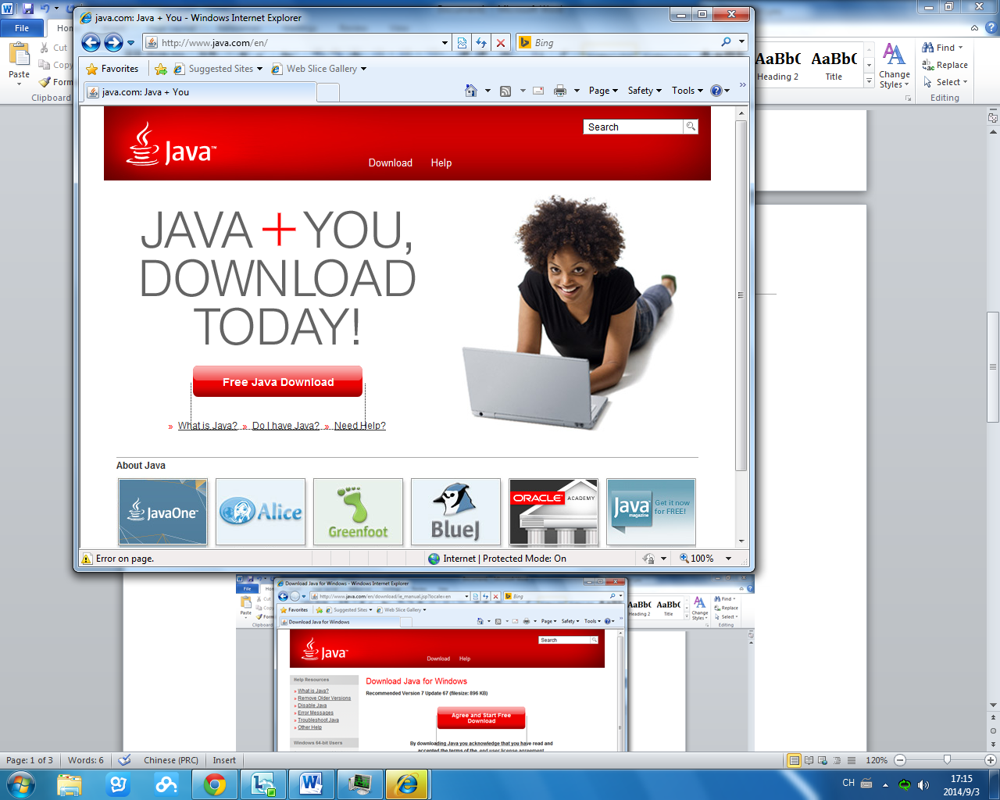 java.com: Java + You - Windows Internet Explorer
File
http://www.java.com/en/
Bing
Favorites
Suggested Sites
Web Slice Gallery
java.com: Java + You
Page
Safety
Tools
Paste
Cut
Clipboard
AaBbC
AaBbC
Heading 2
Title
Change
Styles
Find
Replace
Select
Editing
Java™
Search
Download
Help
JAVA + YOU,
DOWNLOAD
TODAY!
Free Java Download
» What is Java? » Do I have Java? » Need Help?
About Java
JavaOne™
Alice
Greenfoot
BlueJ
ORACLE ACADEMY
Java magazine
Get it now
for FREE!
Error on page.
Internet | Protected Mode: On
100%
Download Java for Windows - Windows Internet Explorer
File
http://www.java.com/en/download/ie_manual.jsp?locale=en
Bing
Favorites
Suggested Sites
Web Slice Gallery
Download Java for Windows
Page
Safety
Tools
Paste
Cut
Clipboard
AaBbC
AaBbC
Heading 2
Title
Change
Styles
Find
Replace
Select
Editing
Java™
Search
Download
Help
Help Resources
» What is Java?
» Remove Older Versions
» Disable Java
» Error Messages
» Troubleshoot Java
» Other Help
Windows 64-bit Users
Download Java for Windows
Recommended Version 7 Update 67 (filesize: 896 KB)
Agree and Start Free
Download
By downloading Java you acknowledge that you have read and
accepted the terms of the end user license agreement
Page: 1 of 3
Words: 6
Chinese (PRC)
Insert
120%
CH
17:15
2014/9/3